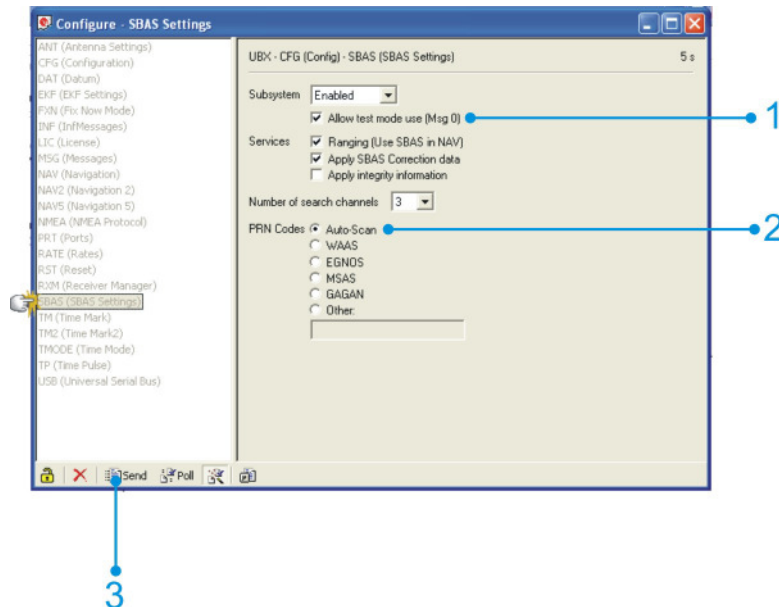 Configure - SBAS Settings
ANT (Antenna Settings)
CFG (Configuration)
DAT (Datum)
EKF (EKF Settings)
FXN (Fix Now Mode)
INF (InfMessages)
LIC (License)
MSG (Messages)
NAV (Navigation)
NAV2 (Navigation 2)
NAV5 (Navigation 5)
NMEA (NMEA Protocol)
PRT (Ports)
RATE (Rates)
RST (Reset)
RXM (Receiver Manager)
SBAS (SBAS Settings)
TM (Time Mark)
TM2 (Time Mark2)
TMODE (Time Mode)
TP (Time Pulse)
USB (Universal Serial Bus)
UBX - CFG (Config) - SBAS (SBAS Settings) 5 s
Subsystem Enabled
Allow test mode use (Msg 0) 1
Services Ranging (Use SBAS in NAV)
Apply SBAS Correction data
Apply integrity information
Number of search channels 3
PRN Codes Auto-Scan 2
WAAS
EGNOS
MSAS
GAGAN
Other:
Send Poll
3